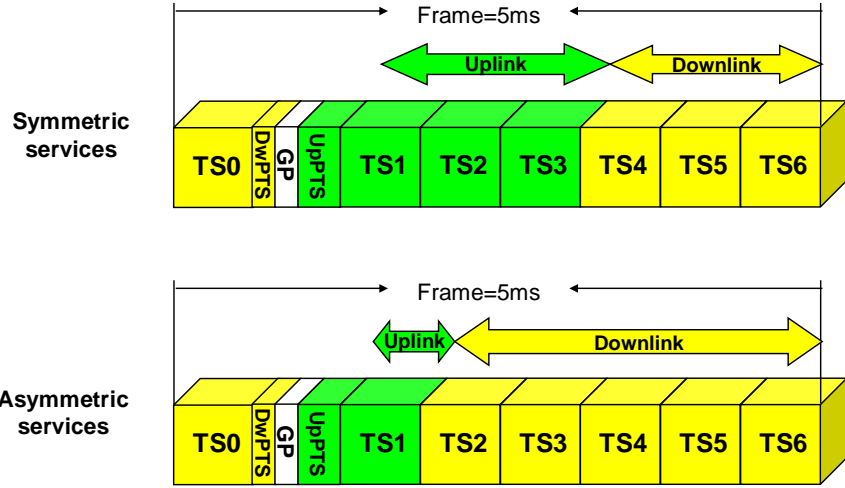 Frame=5ms
Uplink
Downlink
Symmetric
services
TS0 DwPTS GP UpPTS TS1 TS2 TS3 TS4 TS5 TS6
Frame=5ms
Uplink
Downlink
Asymmetric
services
TS0 DwPTS GP UpPTS TS1 TS2 TS3 TS4 TS5 TS6